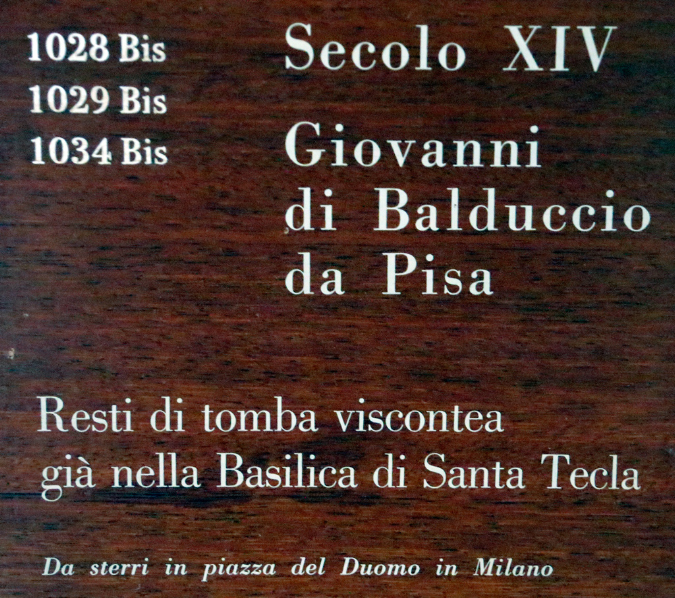 1028 Bis
1029 Bis
1034 Bis
Secolo XIV
Giovanni
di Balduccio
da Pisa
Resti di tomba viscontea
già nella Basilica di Santa Tecla
Da sterri in piazza del Duomo in Milano